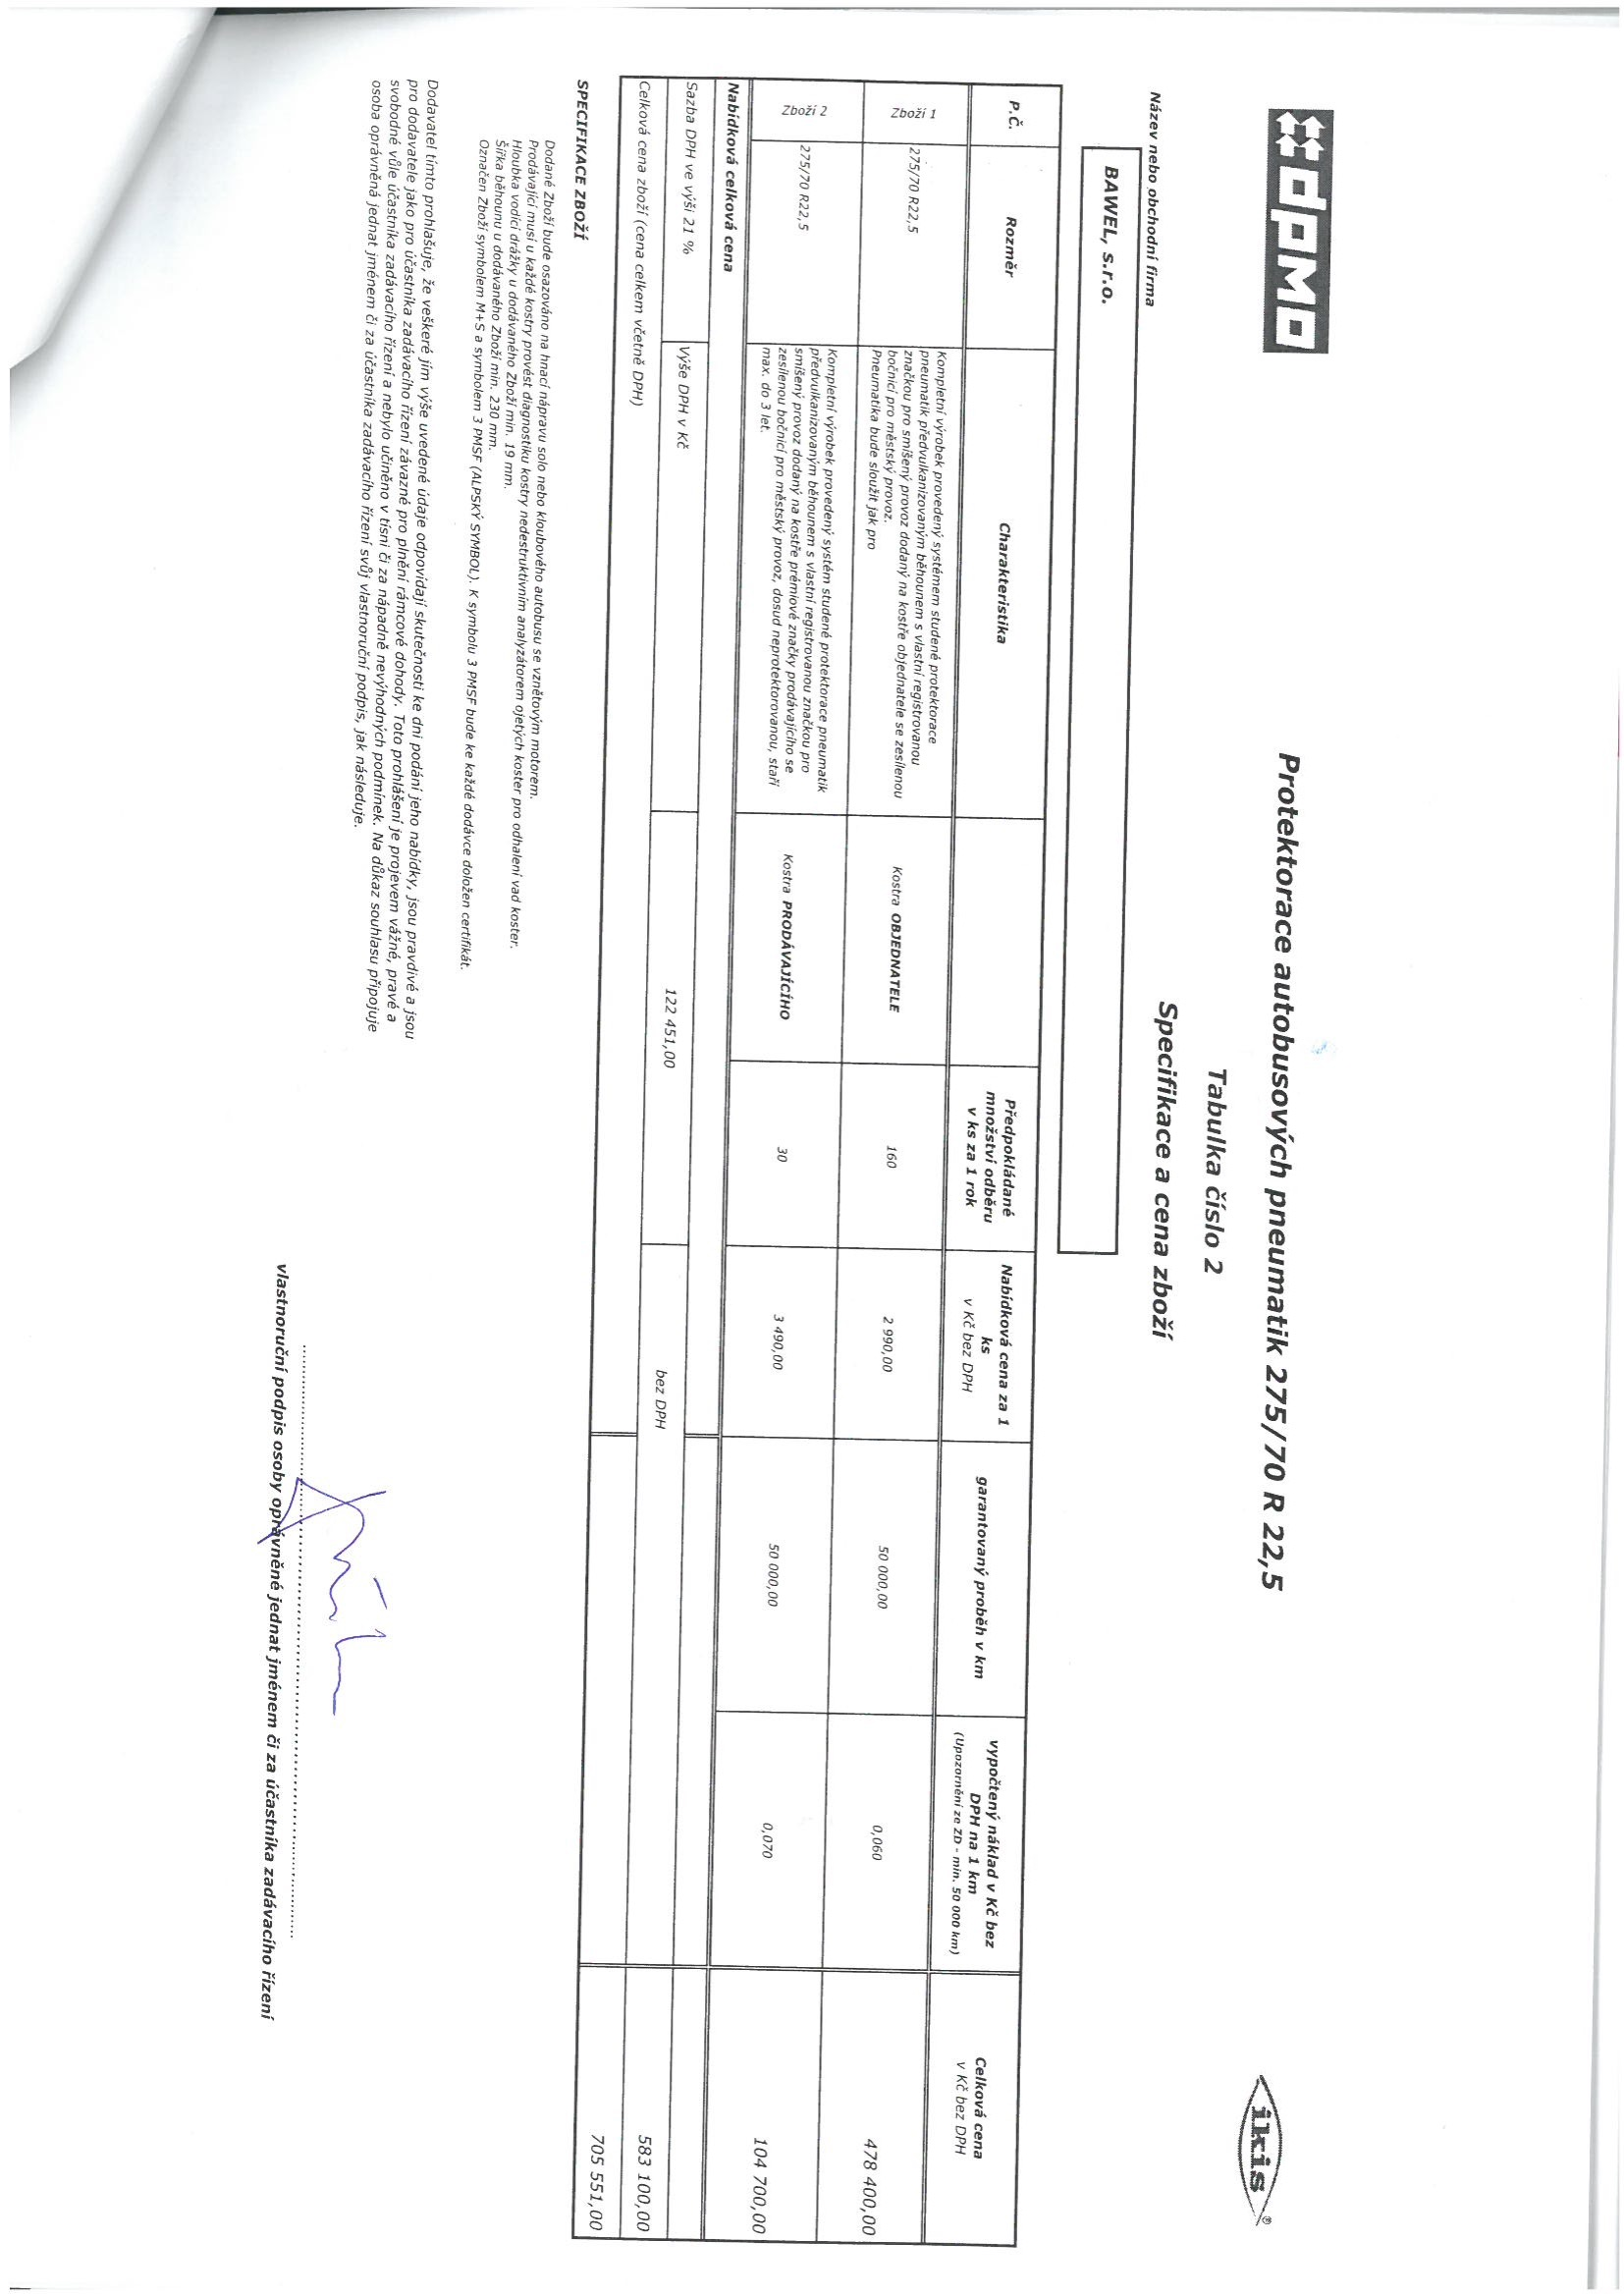 dpmo
Protektorace autobusových pneumatik 275/70 R 22,5
ikis®
Tabulka číslo 2
Specifikace a cena zboží
Název nebo obchodní firma
BAWEL, s.r.o.
P.Č.
Rozměr
Charakteristika
Předpokládané
množství odběru
v ks za 1 rok
Nabídková cena za 1
ks
v Kč bez DPH
garantovaný proběh v km
vypočtený náklad v Kč bez
DPH na 1 km
(Upozornění ze ZD - min. 50 000 km)
Celková cena
v Kč bez DPH
Zboží 1
275/70 R22,5
Kompletní výrobek provedený systémem studené protektorace
pneumatik předvulkanizovaným běhounem s vlastní registrovanou
značkou pro smíšený provoz dodaný na kostře objednatele se zesílenou
bočnicí pro městský provoz.
Pneumatika bude sloužit jak pro
Kostra OBJEDNATELE
160
2 990,00
50 000,00
0,060
478 400,00
Zboží 2
275/70 R22,5
Kompletní výrobek provedený systém studené protektorace pneumatik
předvulkanizovaným běhounem s vlastní registrovanou značkou pro
smíšený provoz dodaný na kostře prémiové značky prodávajícího se
zesílenou bočnicí pro městský provoz, dosud neprotektorovanou, staří
max. do 3 let.
Kostra PRODÁVAJÍCÍHO
30
3 490,00
50 000,00
0,070
104 700,00
Nabídková celková cena
Sazba DPH ve výši 21 %
Výše DPH v Kč
122 451,00
bez DPH
583 100,00
Celková cena zboží (cena celkem včetně DPH)
705 551,00
SPECIFIKACE ZBOŽÍ
Dodané Zboží bude osazováno na hnací nápravu solo nebo kloubového autobusu se vznětovým motorem.
Prodávající musí u každé kostry provést diagnostiku kostry nedestruktivním analyzátorem ojetých koster pro odhalení vad koster.
Hloubka vodící drážky u dodávaného Zboží min. 19 mm.
Šířka běhounu u dodávaného Zboží min. 230 mm.
Označen Zboží symbolem M+S a symbolem 3 PMSF (ALPSKÝ SYMBOL). K symbolu 3 PMSF bude ke každé dodávce doložen certifikát.
Dodavatel tímto prohlašuje, že veškeré jím výše uvedené údaje odpovídají skutečnosti ke dni podání jeho nabídky, jsou pravdivé a jsou
pro dodavatele jako pro účastníka zadávacího řízení závazné pro plnění rámcové dohody. Toto prohlášení je projevem vážné, pravé a
svobodné vůle účastníka zadávacího řízení a nebylo učiněno v tísni či za nápadně nevýhodných podmínek. Na důkaz souhlasu připojuje
osoba oprávněná jednat jménem či za účastníka zadávacího řízení svůj vlastnoruční podpis, jak následuje.
vlastnoruční podpis osoby oprávněné jednat jménem či za účastníka zadávacího řízení